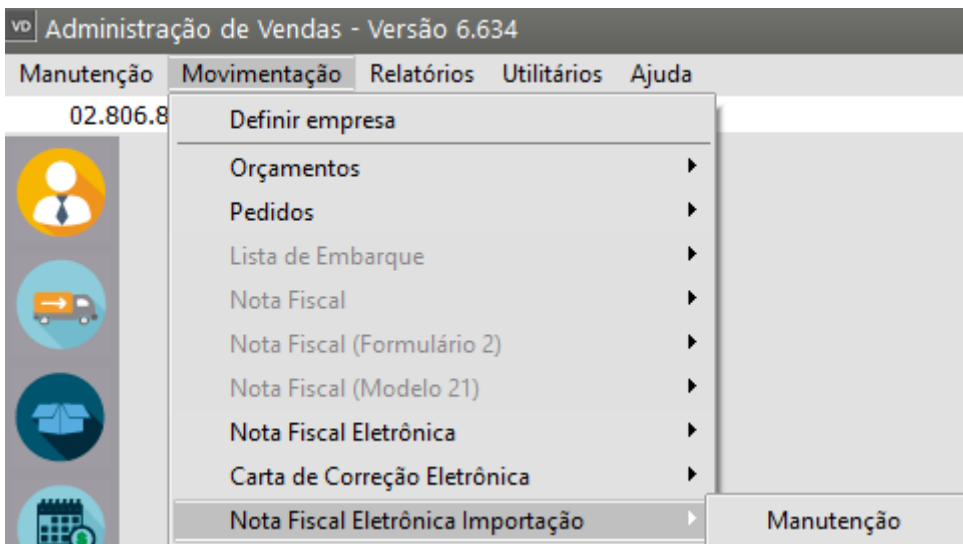 VD Administração de Vendas - Versão 6.634
Manutenção Movimentação Relatórios Utilitários Ajuda
02.806.8
Definir empresa
Orçamentos
Pedidos
Lista de Embarque
Nota Fiscal
Nota Fiscal (Formulário 2)
Nota Fiscal (Modelo 21)
Nota Fiscal Eletrônica
Carta de Correção Eletrônica
Nota Fiscal Eletrônica Importação Manutenção